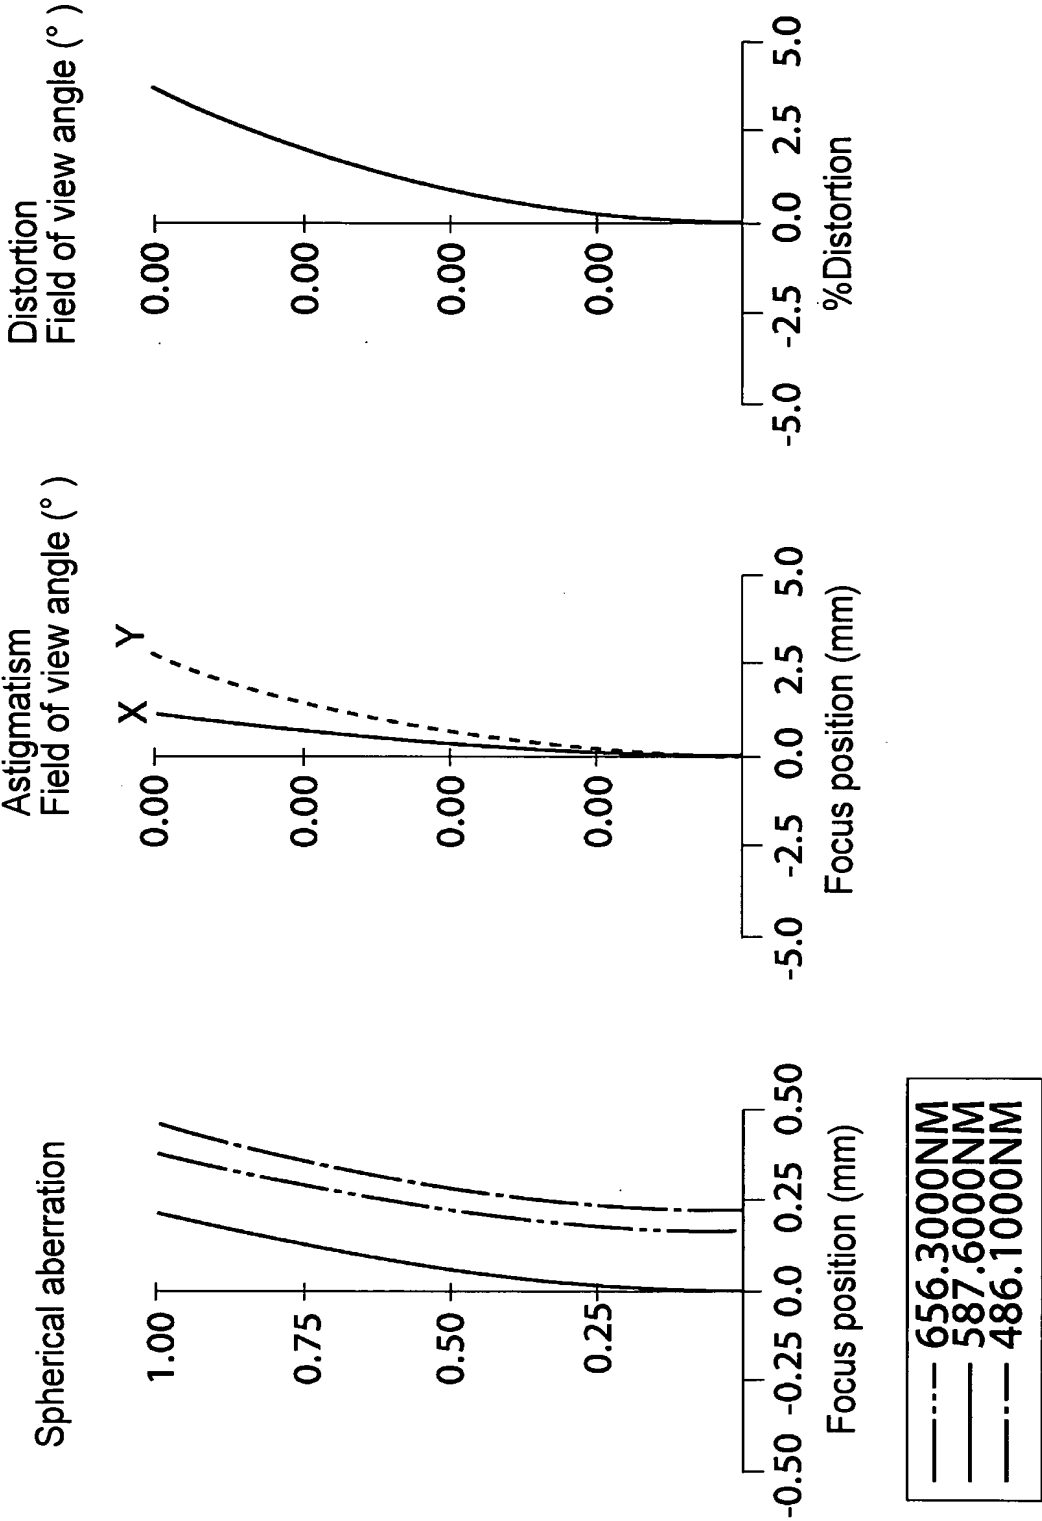 Spherical aberration
1.00
0.75
0.50
0.25
-0.50 -0.25 0.0 0.25 0.50
Focus position (mm)
Astigmatism
Field of view angle (°)
X Y
0.00
0.00
0.00
0.00
-5.0 -2.5 0.0 2.5 5.0
Focus position (mm)
Distortion
Field of view angle (°)
0.00
0.00
0.00
0.00
-5.0 -2.5 0.0 2.5 5.0
%Distortion
656.3000NM
587.6000NM
486.1000NM